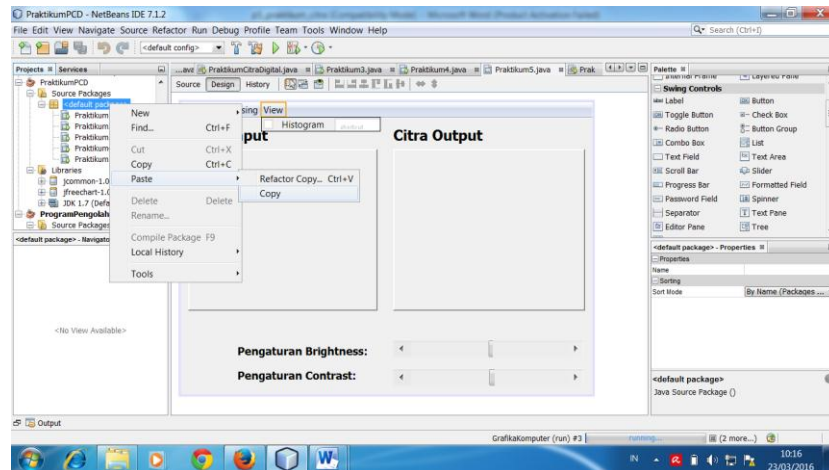 PraktikumPCD - NetBeans IDE 7.1.2
File Edit View Navigate Source Refactor Run Debug Profile Team Tools Window Help
Search (Ctrl+I)
<default config>
Projects Services
...ava PraktikumCitraDigital.java Praktikum3.java Praktikum4.java Praktikum5.java Prak
Palette
Source Design History
PraktikumPCD
Source Packages
<default package>
Praktikum
Praktikum
Praktikum
Praktikum
Praktikum
Libraries
jcommon-1.0
jfreechart-1.0
JDK 1.7 (Defa
ProgramPengolah
Source Packages
<default package> - Navigato
<No View Available>
New
Find... Ctrl+F
Cut Ctrl+X
Copy Ctrl+C
Paste
Delete Delete
Rename...
Compile Package F9
Local History
Tools
Refactor Copy... Ctrl+V
Copy
sing View
Histogram shortcut
put
Citra Output
Pengaturan Brightness:
Pengaturan Contrast:
Internal Frame Layered Pane
Swing Controls
Label Button
Toggle Button Check Box
Radio Button Button Group
Combo Box List
Text Field Text Area
Scroll Bar Slider
Progress Bar Formatted Field
Password Field Spinner
Separator Text Pane
Editor Pane Tree
<default package> - Properties
Properties
Name
Sorting
Sort Mode By Name (Packages ...
<default package>
Java Source Package ()
Output
GrafikaKomputer (run) #3 running... (2 more...)
IN
10:16
23/03/2016